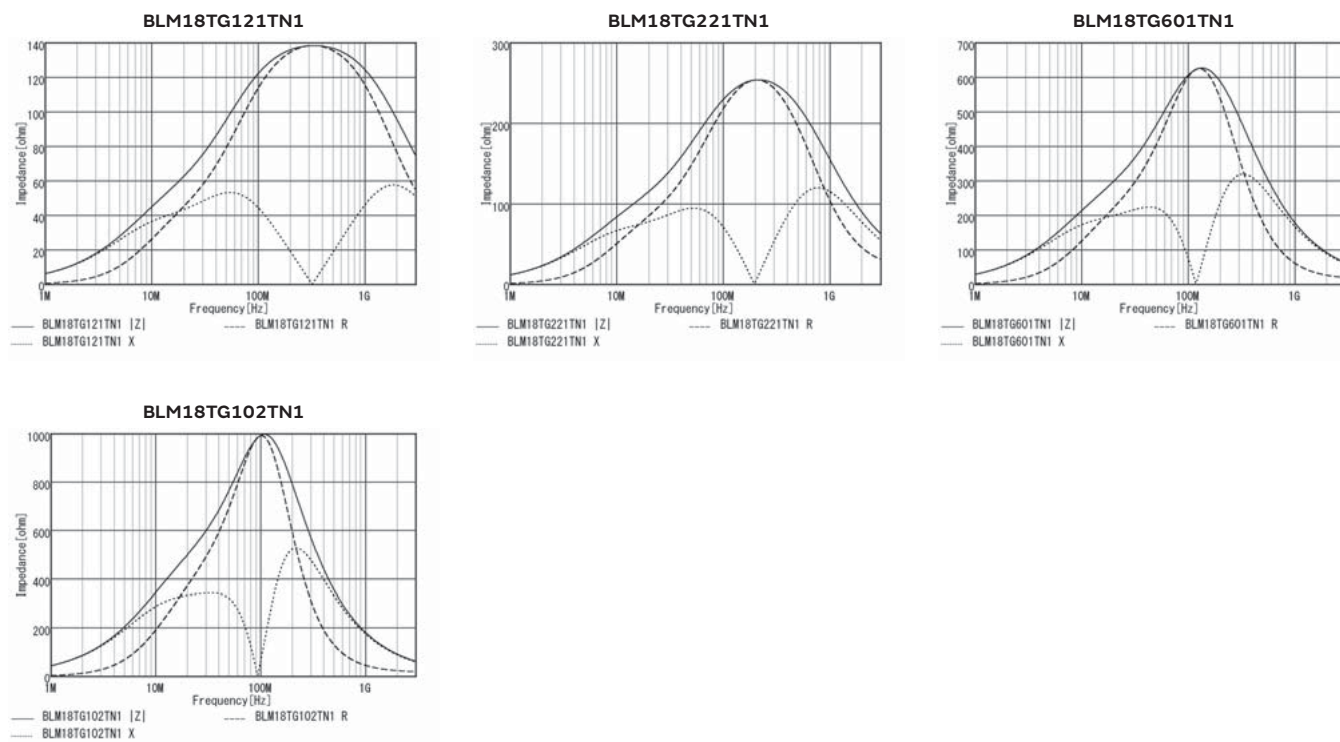 BLM18TG121TN1
140
120
100
80
60
40
20
0
Impedance[ohm]
1M 10M 100M 1G
Frequency[Hz]
BLM18TG121TN1 |Z| BLM18TG121TN1 R
BLM18TG121TN1 X
BLM18TG221TN1
300
200
100
0
Impedance[ohm]
1M 10M 100M 1G
Frequency[Hz]
BLM18TG221TN1 |Z| BLM18TG221TN1 R
BLM18TG221TN1 X
BLM18TG601TN1
700
600
500
400
300
200
100
0
Impedance[ohm]
1M 10M 100M 1G
Frequency[Hz]
BLM18TG601TN1 |Z| BLM18TG601TN1 R
BLM18TG601TN1 X
BLM18TG102TN1
1000
800
600
400
200
0
Impedance[ohm]
1M 10M 100M 1G
Frequency[Hz]
BLM18TG102TN1 |Z| BLM18TG102TN1 R
BLM18TG102TN1 X